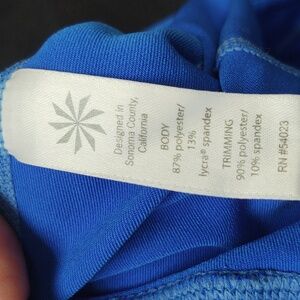 Designed in
Sonoma County,
California
BODY
87% polyester/
13%
lycra® spandex
TRIMMING
90% polyester/
10% spandex
RN #54023